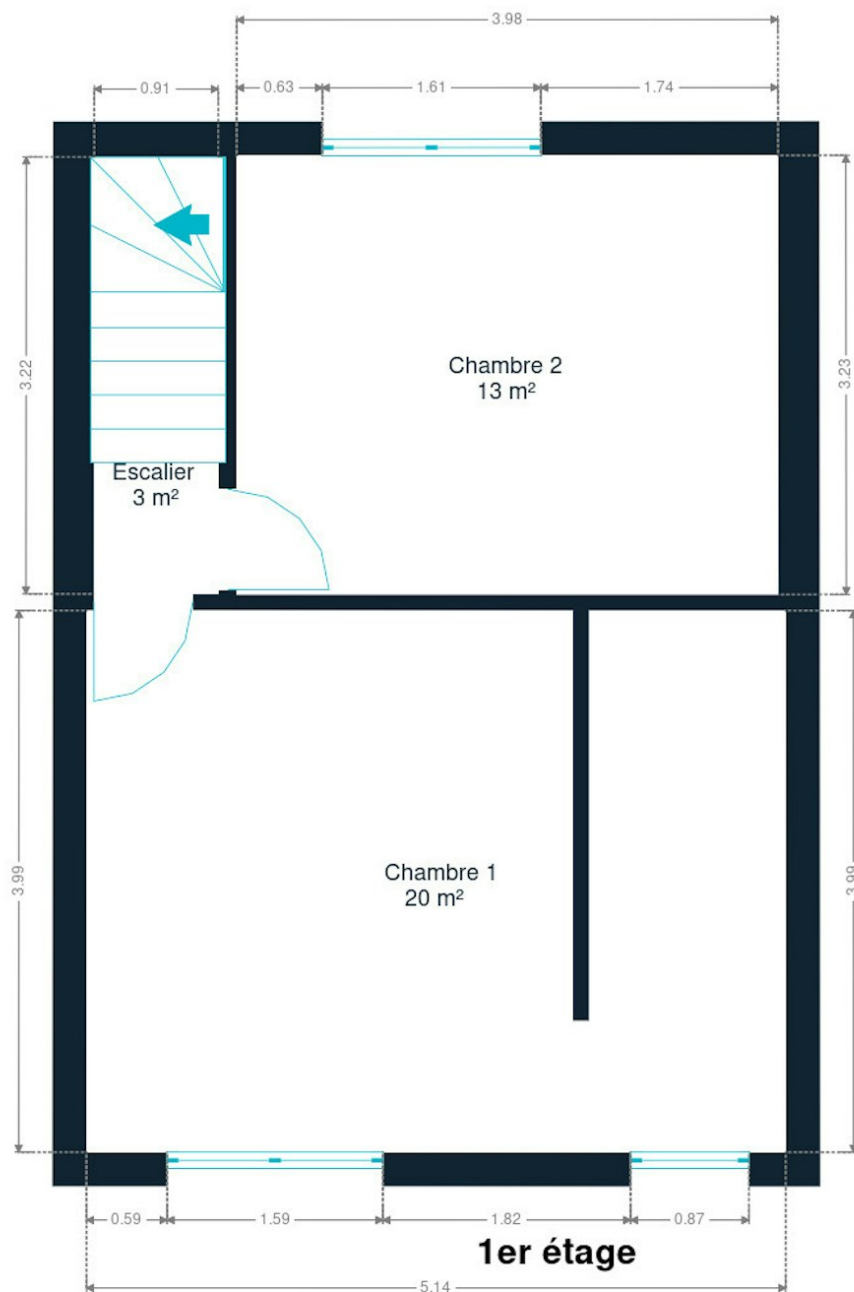 3.98
0.91
0.63
1.61
1.74
3.22
3.23
Chambre 2
13 m²
Escalier
3 m²
3.99
3.99
Chambre 1
20 m²
0.59
1.59
1.82
0.87
1er étage
5.14